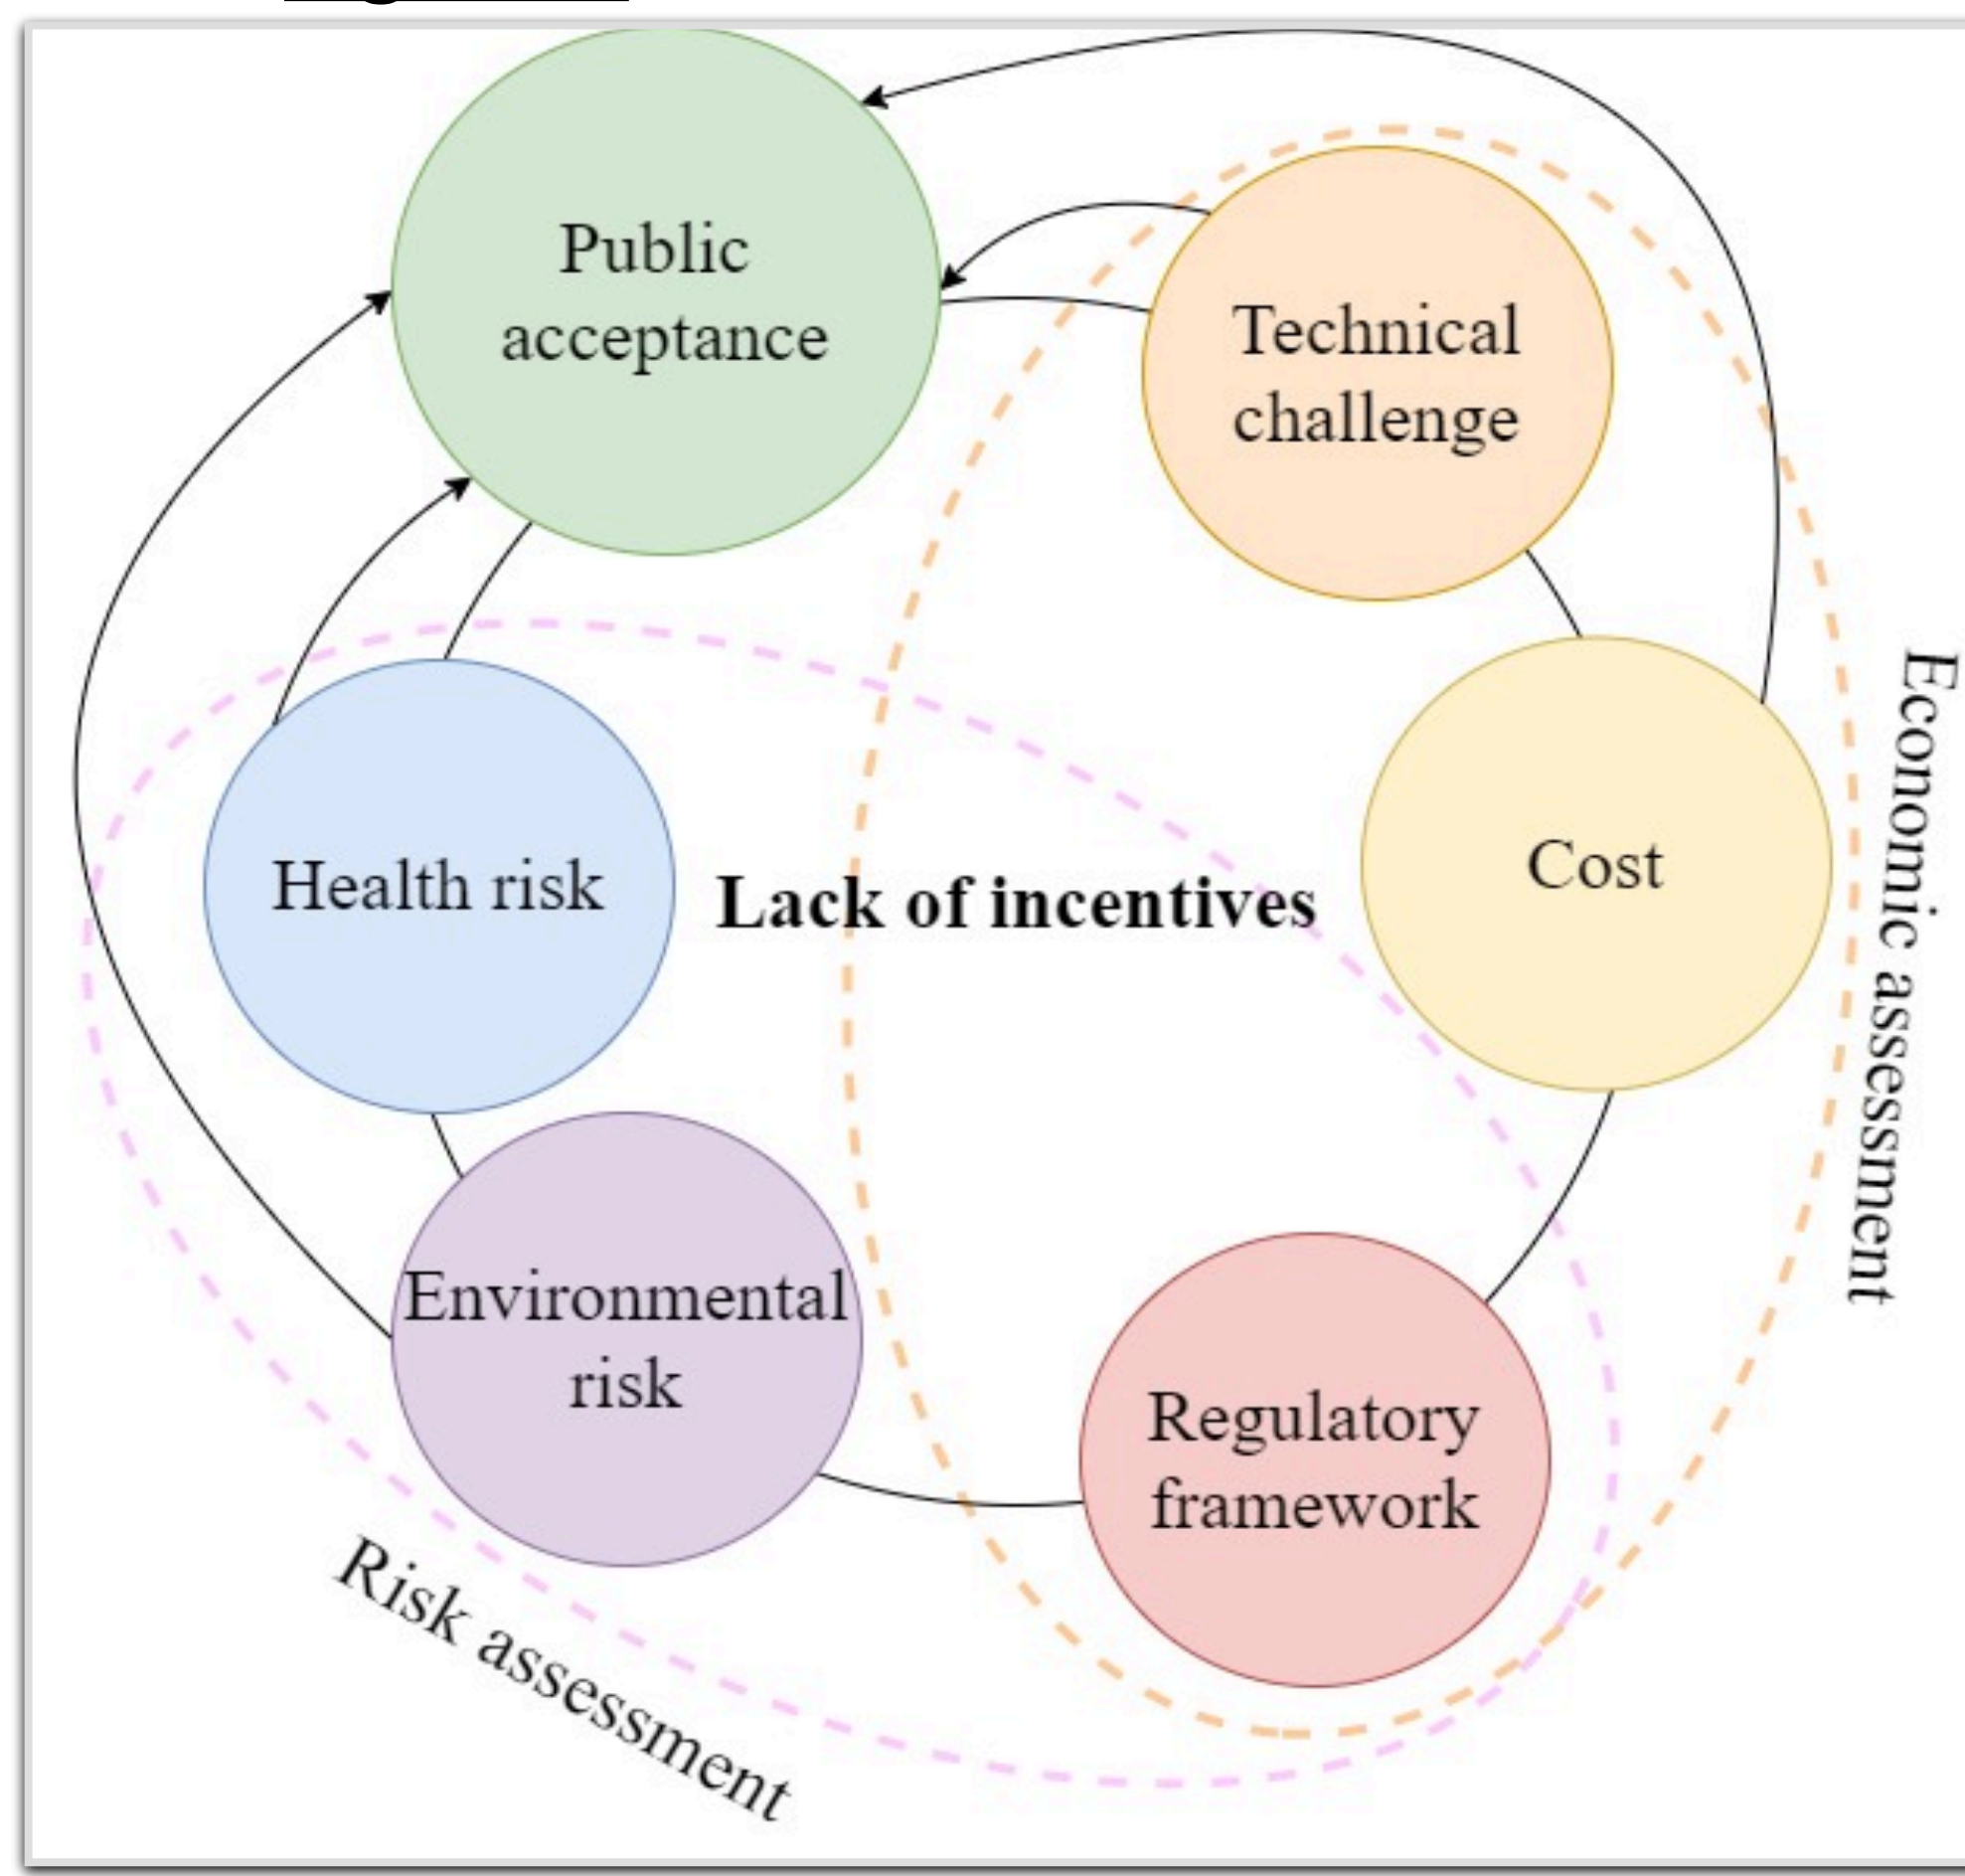 Public
acceptance
Technical
challenge
Health risk
Lack of incentives
Cost
Economic assessment
Environmental
risk
Regulatory
framework
Risk assessment